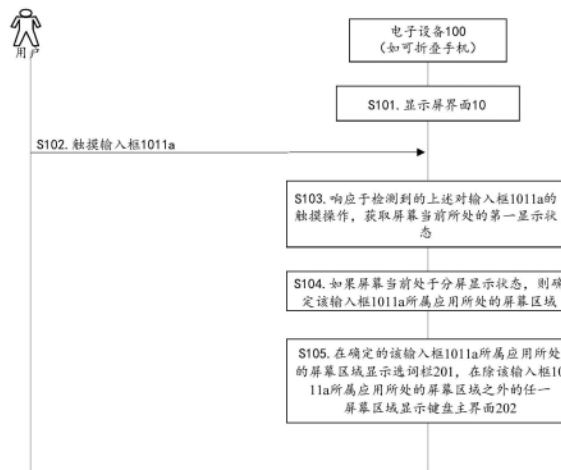 用户
电子设备100
（如可折叠手机）
S101.显示屏界面10
S102.触摸输入框1011a
S103.响应于检测到的上述对输入框1011a的
触摸操作，获取屏幕当前所处的第一显示状
态
S104.如果屏幕当前处于分屏显示状态，则确
定该输入框1011a所属应用所处的屏幕区域
S105.在确定的该输入框1011a所属应用所处
的屏幕区域显示选词栏201，在除该输入框10
11a所属应用所处的屏幕区域之外的任一
屏幕区域显示键盘主界面202